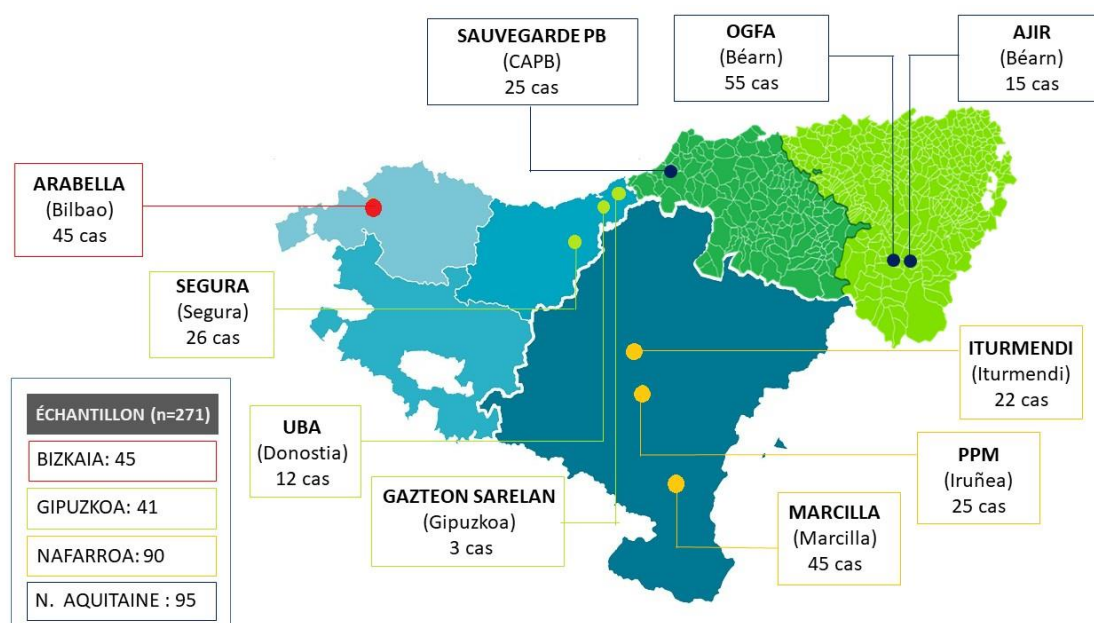 SAUVEGARDE PB
(CAPB)
25 cas
OGFA
(Béarn)
55 cas
AJIR
(Béarn)
15 cas
ARABELLA
(Bilbao)
45 cas
SEGURA
(Segura)
26 cas
ITURMENDI
(Iturmendi)
22 cas
UBA
(Donostia)
12 cas
GAZTEON SARELAN
(Gipuzkoa)
3 cas
PPM
(Iruñea)
25 cas
MARCILLA
(Marcilla)
45 cas
ÉCHANTILLON (n=271)
BIZKAIA: 45
GIPUZKOA: 41
NAFARROA: 90
N. AQUITAINE : 95